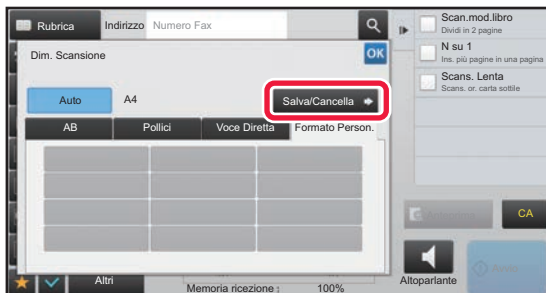 Rubrica
Indirizzo
Numero Fax
Scan.mod.libro
Dividi in 2 pagine
N su 1
Ins. più pagine in una pagina
Scans. Lenta
Scans. or. carta sottile
Dim. Scansione
OK
Auto
A4
Salva/Cancella
AB
Pollici
Voce Diretta
Formato Person.
CA
Altri
Memoria ricezione :
100%
Altoparlante
Avvio